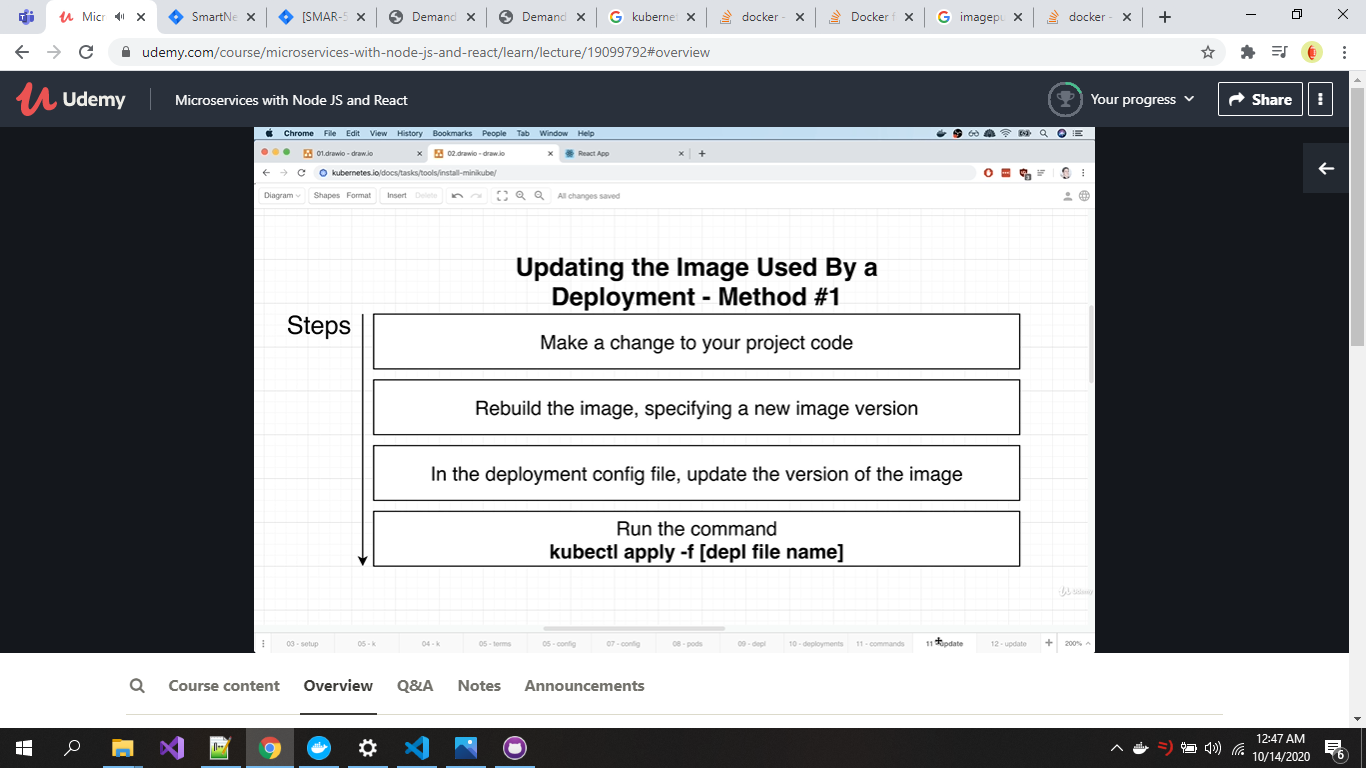 Micr
SmartNe
[SMAR-5
Demand
Demand
kubernet
docker -
Docker f
imagepu
docker -
udemy.com/course/microservices-with-node-js-and-react/learn/lecture/19099792#overview
Udemy
Microservices with Node JS and React
Your progress
Share
Chrome File Edit View History Bookmarks People Tab Window Help
01.drawio - draw.io
02.drawio - draw.io
React App
kubernetes.io/docs/tasks/tools/install-minikube/
Diagram
Shapes
Format
Insert
Delete
All changes saved
Updating the Image Used By a
Deployment - Method #1
Steps
Make a change to your project code
Rebuild the image, specifying a new image version
In the deployment config file, update the version of the image
Run the command
kubectl apply -f [depl file name]
Udemy
03 - setup
05 - k
04 - k
05 - terms
05 - config
07 - config
08 - pods
09 - depl
10 - deployments
11 - commands
11 - update
12 - update
200%
Course content
Overview
Q&A
Notes
Announcements
12:47 AM
10/14/2020
6